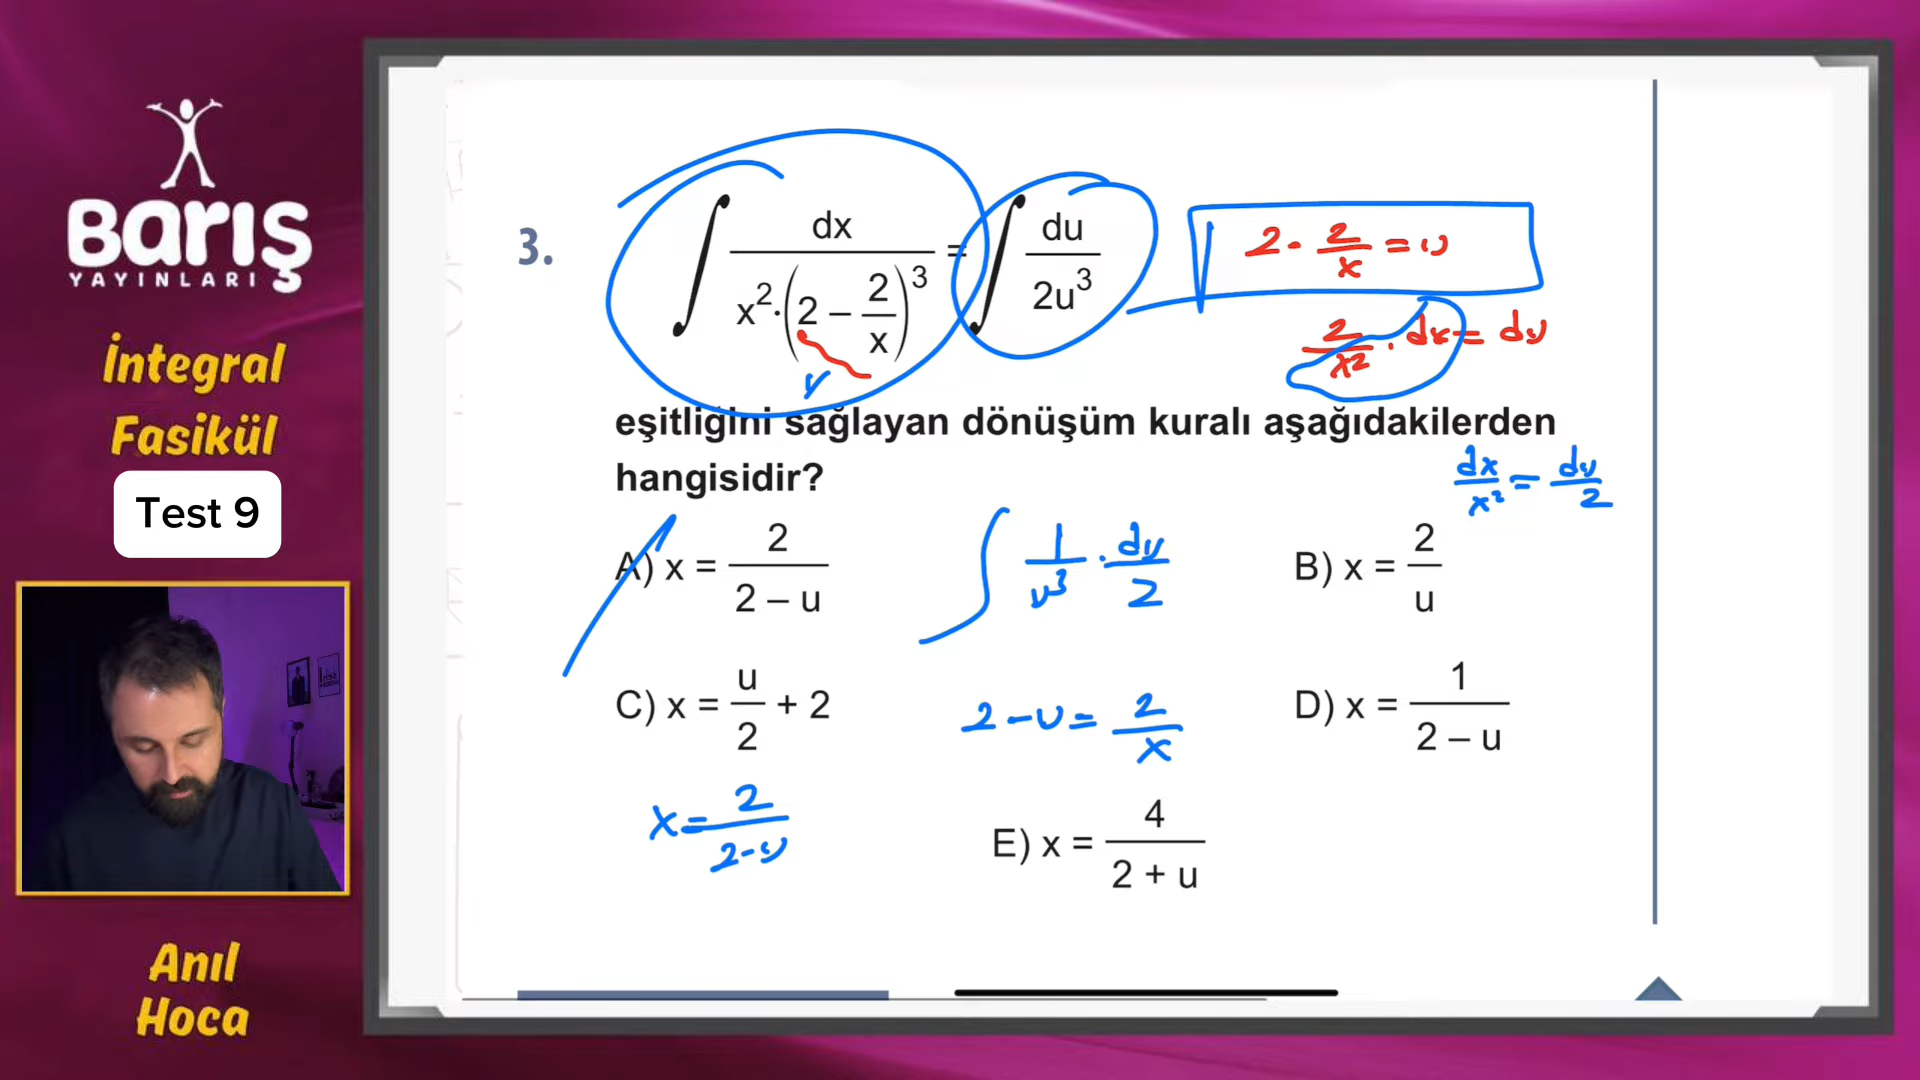 BARIŞ
YAYINLARI
İntegral
Fasikül
Test 9
Anıl
Hoca
3. ∫ dx / x²·(2 − 2/x)³ = ∫ du / 2u³
u
2 - 2/x = u
2/x² · dx = du
eşitliğini sağlayan dönüşüm kuralı aşağıdakilerden
hangisidir?
dx/x² = du/2
A) x = 2/(2 − u)
∫ 1/u³ · du/2
B) x = 2/u
C) x = u/2 + 2
2 - u = 2/x
D) x = 1/(2 − u)
x = 2/(2-u)
E) x = 4/(2 + u)